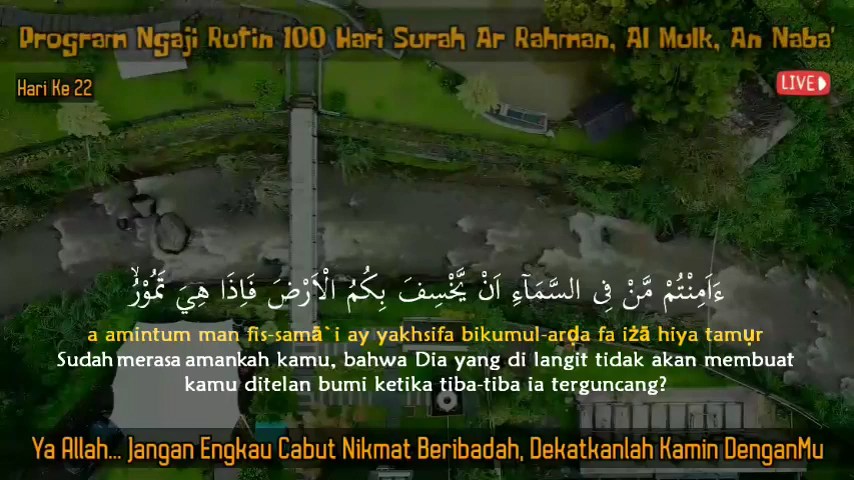 Program Ngaji Rutin 100 Hari Surah Ar Rahman, Al Mulk, An Naba'
Hari Ke 22
LIVE
ءَاَمِنْتُمْ مَّنْ فِى السَّمَاۤءِ اَنْ يَّخْسِفَ بِكُمُ الْاَرْضَ فَاِذَا هِيَ تَمُوْرُۙ
a amintum man fis-samā`i ay yakhsifa bikumul-arḍa fa iżā hiya tamụr
Sudah merasa amankah kamu, bahwa Dia yang di langit tidak akan membuat
kamu ditelan bumi ketika tiba-tiba ia terguncang?
Ya Allah... Jangan Engkau Cabut Nikmat Beribadah, Dekatkanlah Kamin DenganMu